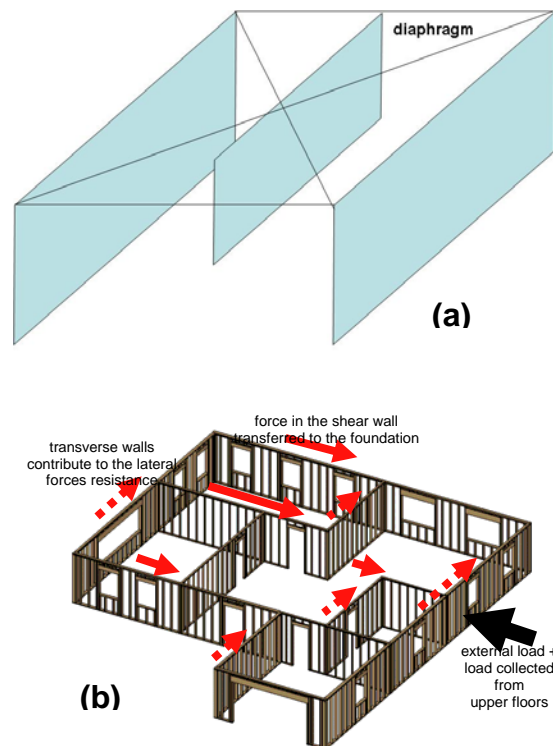 diaphragm
(a)
force in the shear wall
transferred to the foundation
transverse walls
contribute to the lateral
forces resistance
external load +
load collected
from
upper floors
(b)